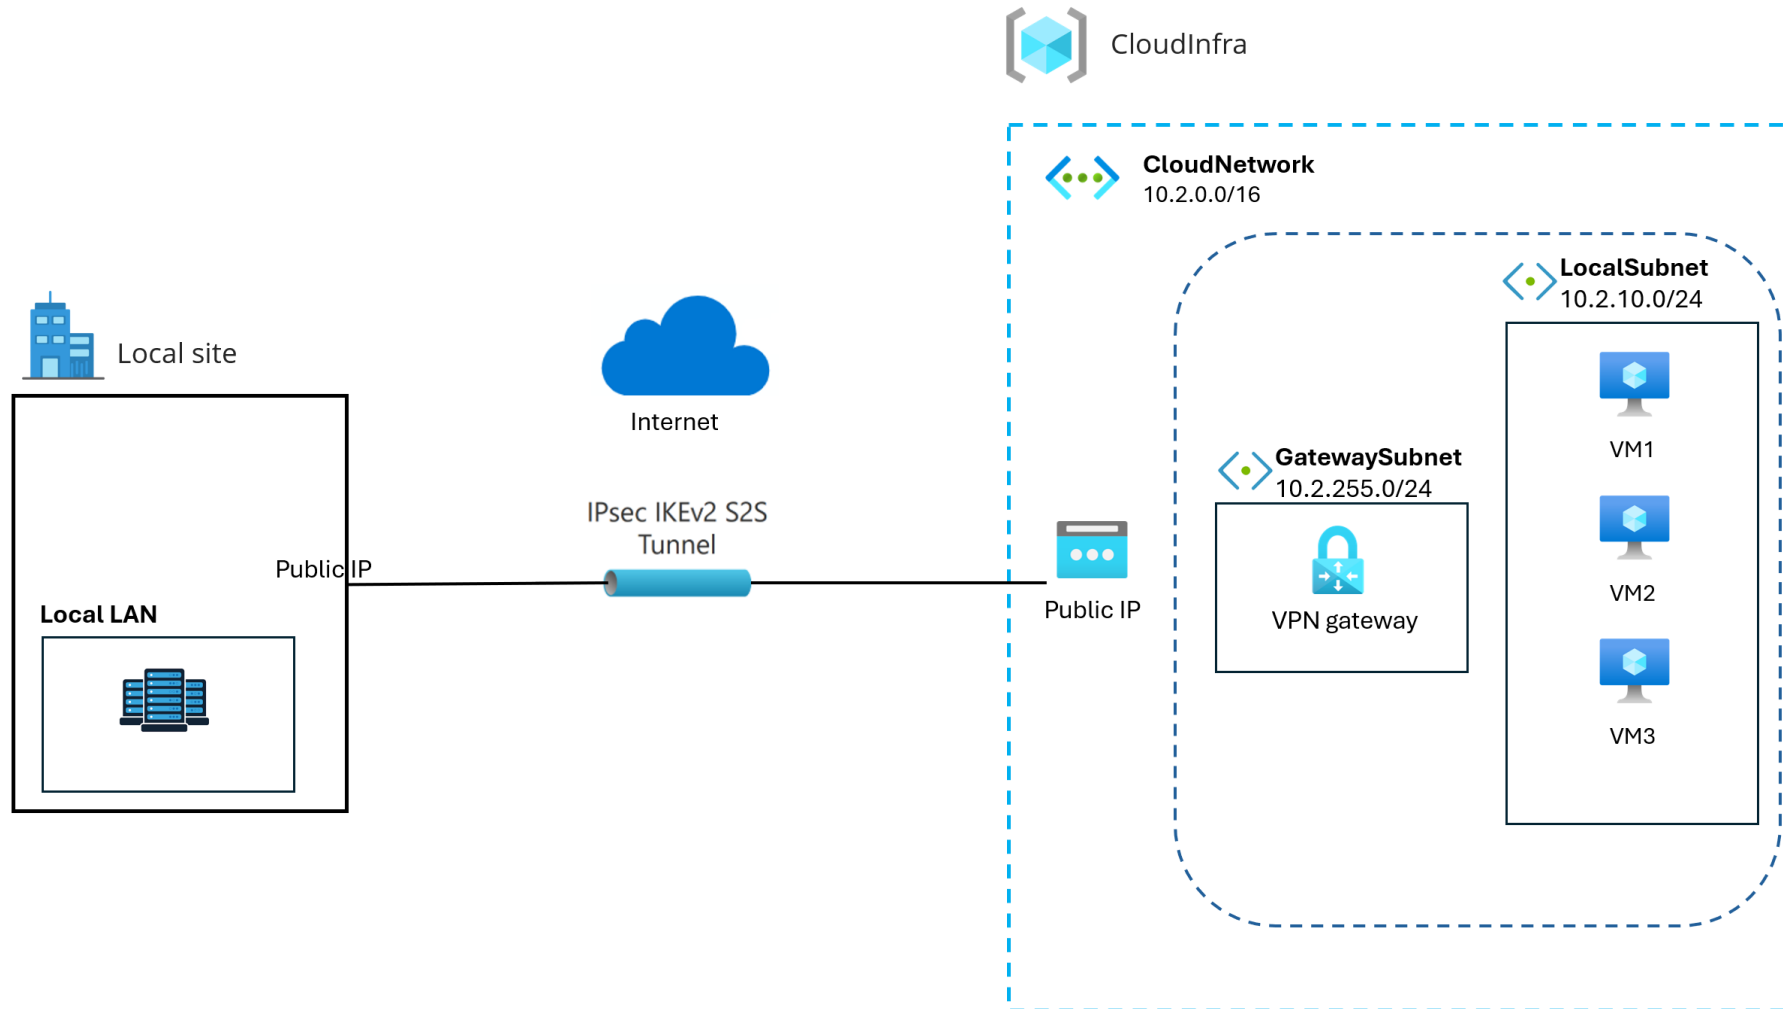 CloudInfra
CloudNetwork
10.2.0.0/16
LocalSubnet
10.2.10.0/24
VM1
VM2
VM3
GatewaySubnet
10.2.255.0/24
VPN gateway
Public IP
Internet
IPsec IKEv2 S2S
Tunnel
Local site
Public IP
Local LAN